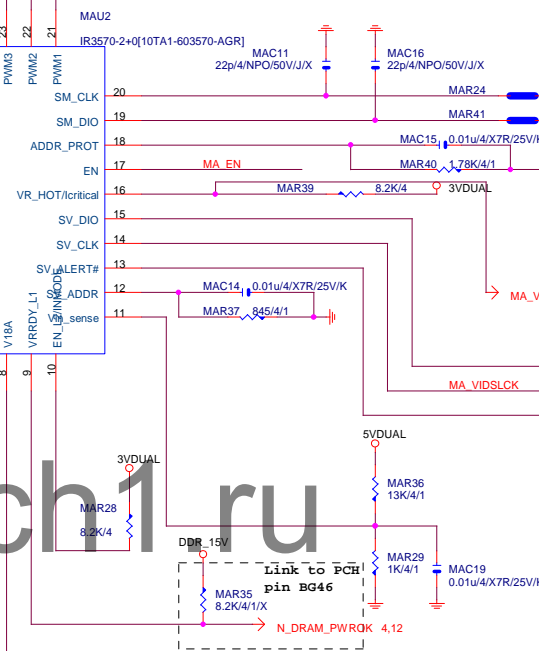 23
22
21
MAU2
IR3570-2+0[10TA1-603570-AGR]
PWM3
PWM2
PWM1
MAC11
22p/4/NPO/50V/J/X
MAC16
22p/4/NPO/50V/J/X
SM_CLK 20
MAR24
SM_DIO 19
MAR41
ADDR_PROT 18
MAC15 0.01u/4/X7R/25V/K
EN 17
MA_EN
MAR40 1.78K/4/1
VR_HOT/Icritical 16
MAR39 8.2K/4
3VDUAL
SV_DIO 15
SV_CLK 14
SV_ALERT# 13
SV_ADDR 12
MAC14 0.01u/4/X7R/25V/K
MA_V
MAR37 845/4/1
Vin_sense 11
V18A
VRRDY_L1
8
9
10
MA_VIDSLCK
5VDUAL
3VDUAL
MAR36
13K/4/1
MAR28
8.2K/4
ch1.ru
DDR_15V
MAR29
1K/4/1
MAC19
0.01u/4/X7R/25V/K
Link to PCH
pin BG46
MAR35
8.2K/4/1/X
N_DRAM_PWROK 4,12